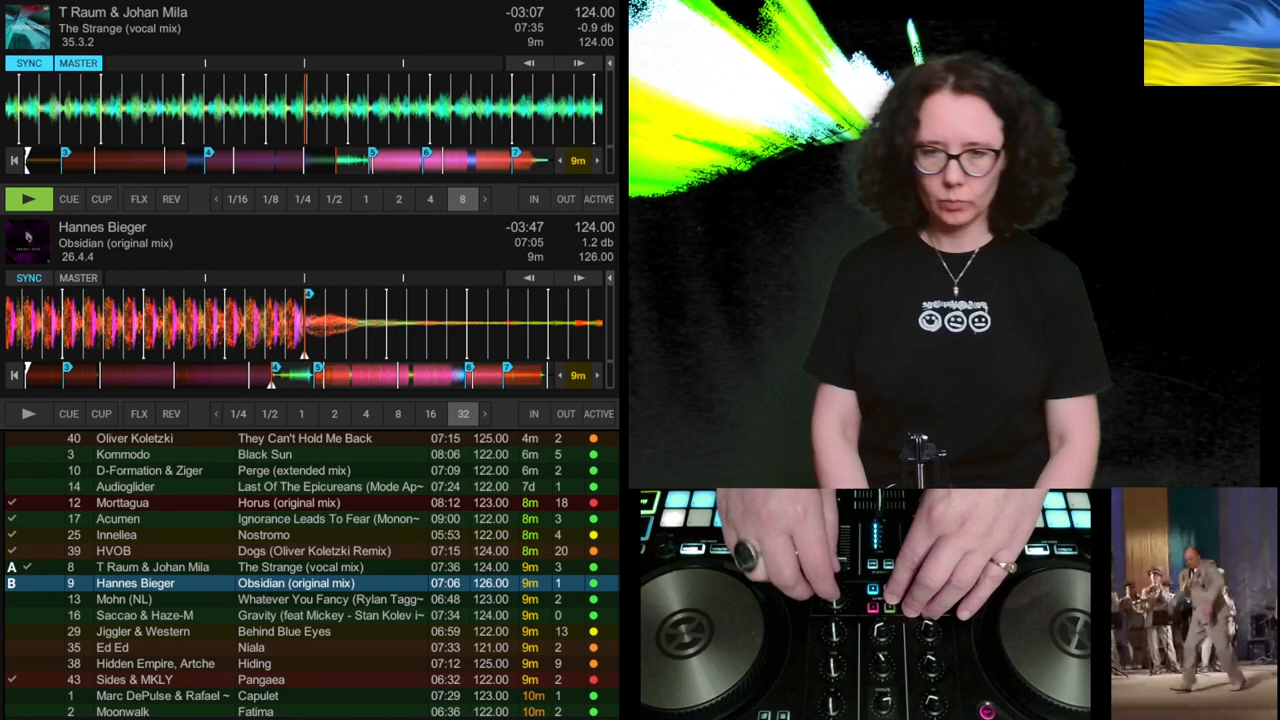 T Raum & Johan Mila -03:07 124.00
The Strange (vocal mix) 07:35 -0.9 db
35.3.2 9m 124.00
SYNC MASTER
3 4 5 6 7 9m
CUE CUP FLX REV 1/16 1/8 1/4 1/2 1 2 4 8 IN OUT ACTIVE
Hannes Bieger -03:47 124.00
Obsidian (original mix) 07:05 1.2 db
26.4.4 9m 126.00
SYNC MASTER
4
3 4 5 6 7 9m
CUE CUP FLX REV 1/4 1/2 1 2 4 8 16 32 IN OUT ACTIVE
40 Oliver Koletzki They Can't Hold Me Back 07:15 125.00 4m 2
3 Kommodo Black Sun 08:06 122.00 6m 5
10 D-Formation & Ziger Perge (extended mix) 07:09 122.00 6m 2
14 Audioglider Last Of The Epicureans (Mode Ap~ 07:24 122.00 7d 1
12 Morttagua Horus (original mix) 08:12 123.00 8m 18
17 Acumen Ignorance Leads To Fear (Monon~ 09:00 122.00 8m 3
25 Innellea Nostromo 05:53 122.00 8m 4
39 HVOB Dogs (Oliver Koletzki Remix) 07:15 124.00 8m 20
A 8 T Raum & Johan Mila The Strange (vocal mix) 07:36 124.00 9m 3
B 9 Hannes Bieger Obsidian (original mix) 07:06 126.00 9m 1
13 Mohn (NL) Whatever You Fancy (Rylan Tagg~ 06:48 123.00 9m 2
16 Saccao & Haze-M Gravity (feat Mickey - Stan Kolev i~ 07:34 124.00 9m 0
29 Jiggler & Western Behind Blue Eyes 06:59 122.00 9m 13
35 Ed Ed Niala 07:33 121.00 9m 2
38 Hidden Empire, Artche Hiding 07:12 125.00 9m 9
43 Sides & MKLY Pangaea 06:32 122.00 9m 2
1 Marc DePulse & Rafael ~ Capulet 07:29 123.00 10m 1
2 Moonwalk Fatima 06:36 122.00 10m 2